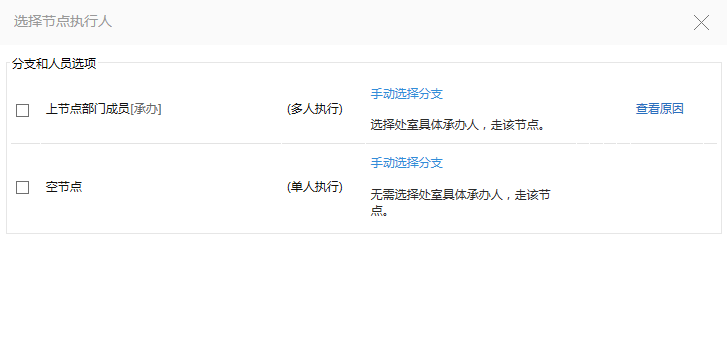 选择节点执行人
分支和人员选项
手动选择分支
上节点部门成员[承办] (多人执行) 查看原因
选择处室具体承办人，走该节点。
手动选择分支
空节点 (单人执行)
无需选择处室具体承办人，走该节
点。